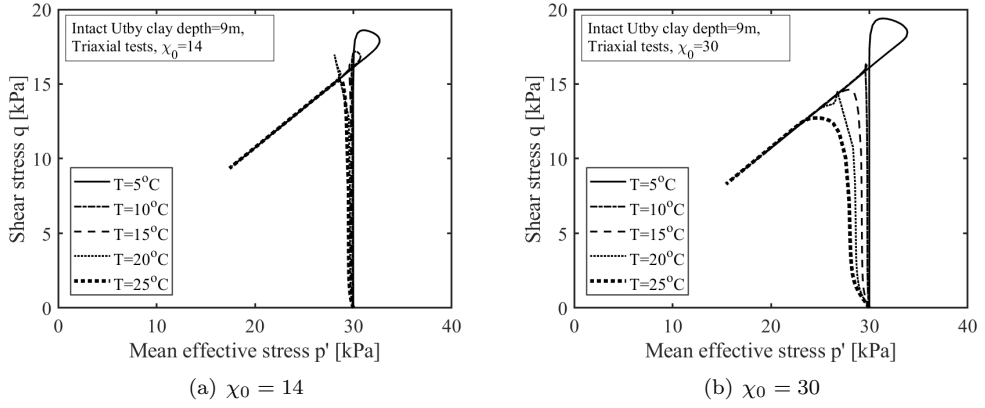 Intact Utby clay depth=9m,
Triaxial tests, χ₀=14
Shear stress q [kPa]
20
15
10
5
0
T=5°C
T=10°C
T=15°C
T=20°C
T=25°C
0 10 20 30 40
Mean effective stress p' [kPa]
(a) χ₀ = 14
Intact Utby clay depth=9m,
Triaxial tests, χ₀=30
Shear stress q [kPa]
20
15
10
5
0
T=5°C
T=10°C
T=15°C
T=20°C
T=25°C
0 10 20 30 40
Mean effective stress p' [kPa]
(b) χ₀ = 30